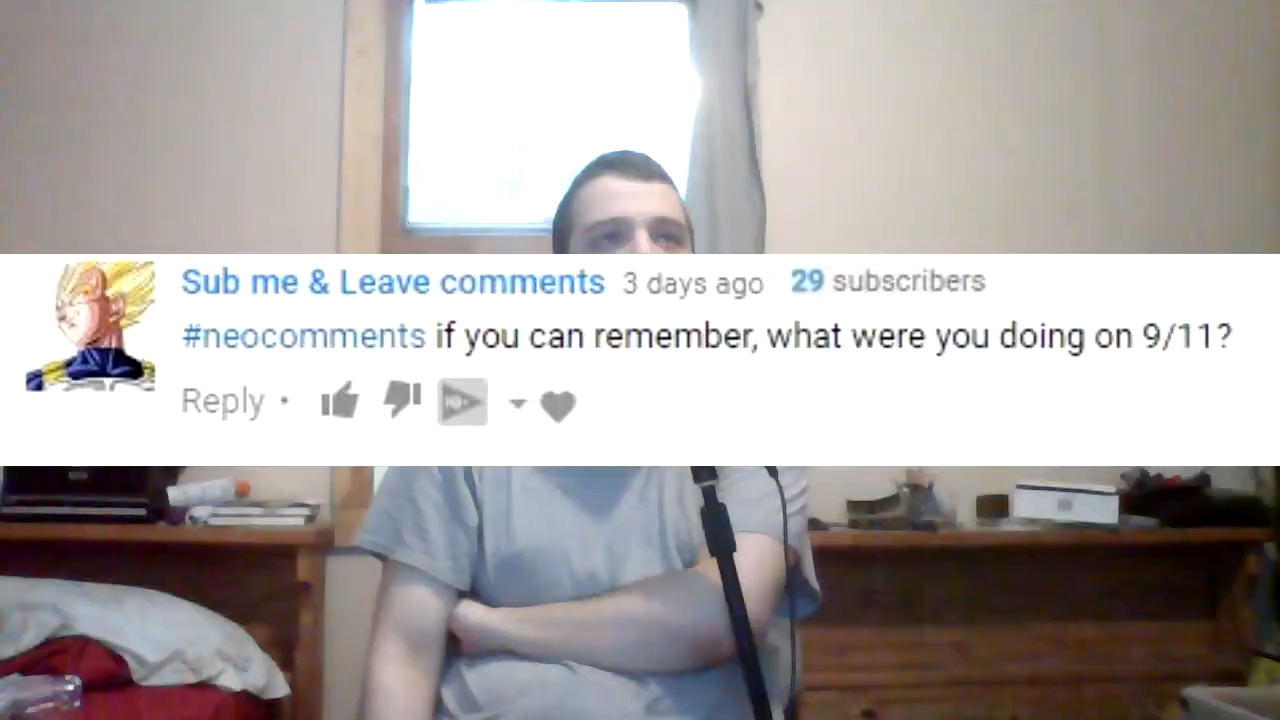 Sub me & Leave comments 3 days ago 29 subscribers
#neocomments if you can remember, what were you doing on 9/11?
Reply •